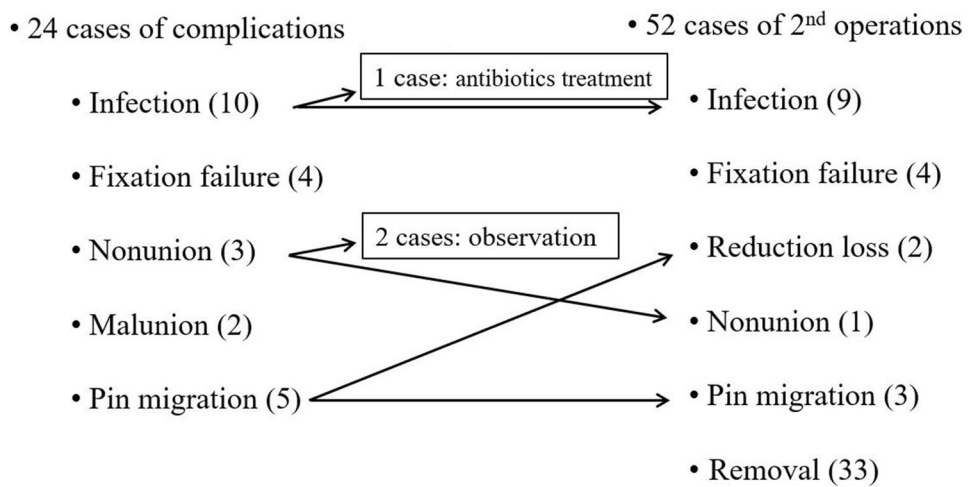 • 24 cases of complications
• Infection (10)
• Fixation failure (4)
• Nonunion (3)
• Malunion (2)
• Pin migration (5)
1 case: antibiotics treatment
2 cases: observation
• 52 cases of 2nd operations
• Infection (9)
• Fixation failure (4)
• Reduction loss (2)
• Nonunion (1)
• Pin migration (3)
• Removal (33)